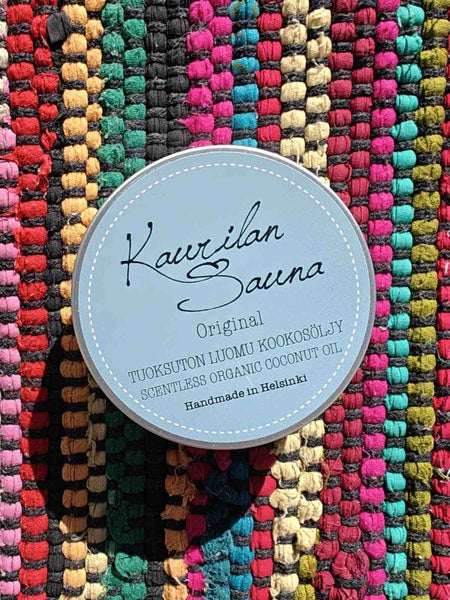 Kaurilan
Sauna
Original
TUOKSUTON LUOMU KOOKOSÖLJY
SCENTLESS ORGANIC COCONUT OIL
Handmade in Helsinki